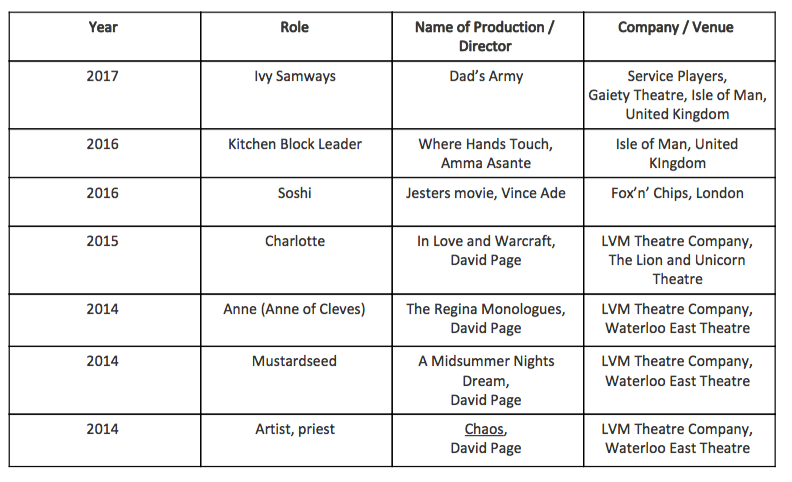 Year
Role
Name of Production /
Director
Company / Venue
2017
Ivy Samways
Dad’s Army
Service Players,
Gaiety Theatre, Isle of Man,
United Kingdom
2016
Kitchen Block Leader
Where Hands Touch,
Amma Asante
Isle of Man, United
KIngdom
2016
Soshi
Jesters movie, Vince Ade
Fox’n’ Chips, London
2015
Charlotte
In Love and Warcraft,
David Page
LVM Theatre Company,
The Lion and Unicorn
Theatre
2014
Anne (Anne of Cleves)
The Regina Monologues,
David Page
LVM Theatre Company,
Waterloo East Theatre
2014
Mustardseed
A Midsummer Nights
Dream,
David Page
LVM Theatre Company,
Waterloo East Theatre
2014
Artist, priest
Chaos,
David Page
LVM Theatre Company,
Waterloo East Theatre